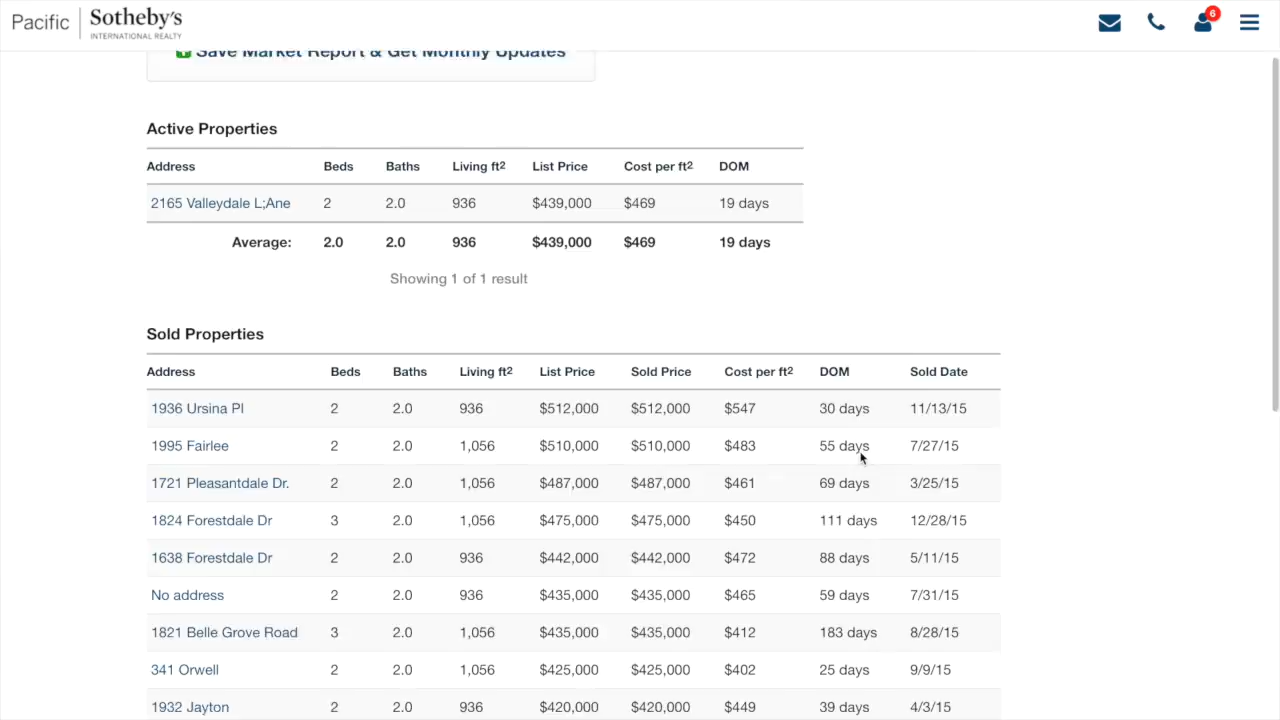 Pacific Sotheby's
INTERNATIONAL REALTY
6
Save Market Report & Get Monthly Updates
Active Properties
Address Beds Baths Living ft2 List Price Cost per ft2 DOM
2165 Valleydale L;Ane 2 2.0 936 $439,000 $469 19 days
Average: 2.0 2.0 936 $439,000 $469 19 days
Showing 1 of 1 result
Sold Properties
Address Beds Baths Living ft2 List Price Sold Price Cost per ft2 DOM Sold Date
1936 Ursina Pl 2 2.0 936 $512,000 $512,000 $547 30 days 11/13/15
1995 Fairlee 2 2.0 1,056 $510,000 $510,000 $483 55 days 7/27/15
1721 Pleasantdale Dr. 2 2.0 1,056 $487,000 $487,000 $461 69 days 3/25/15
1824 Forestdale Dr 3 2.0 1,056 $475,000 $475,000 $450 111 days 12/28/15
1638 Forestdale Dr 2 2.0 936 $442,000 $442,000 $472 88 days 5/11/15
No address 2 2.0 936 $435,000 $435,000 $465 59 days 7/31/15
1821 Belle Grove Road 3 2.0 1,056 $435,000 $435,000 $412 183 days 8/28/15
341 Orwell 2 2.0 1,056 $425,000 $425,000 $402 25 days 9/9/15
1932 Jayton 2 2.0 936 $420,000 $420,000 $449 39 days 4/3/15